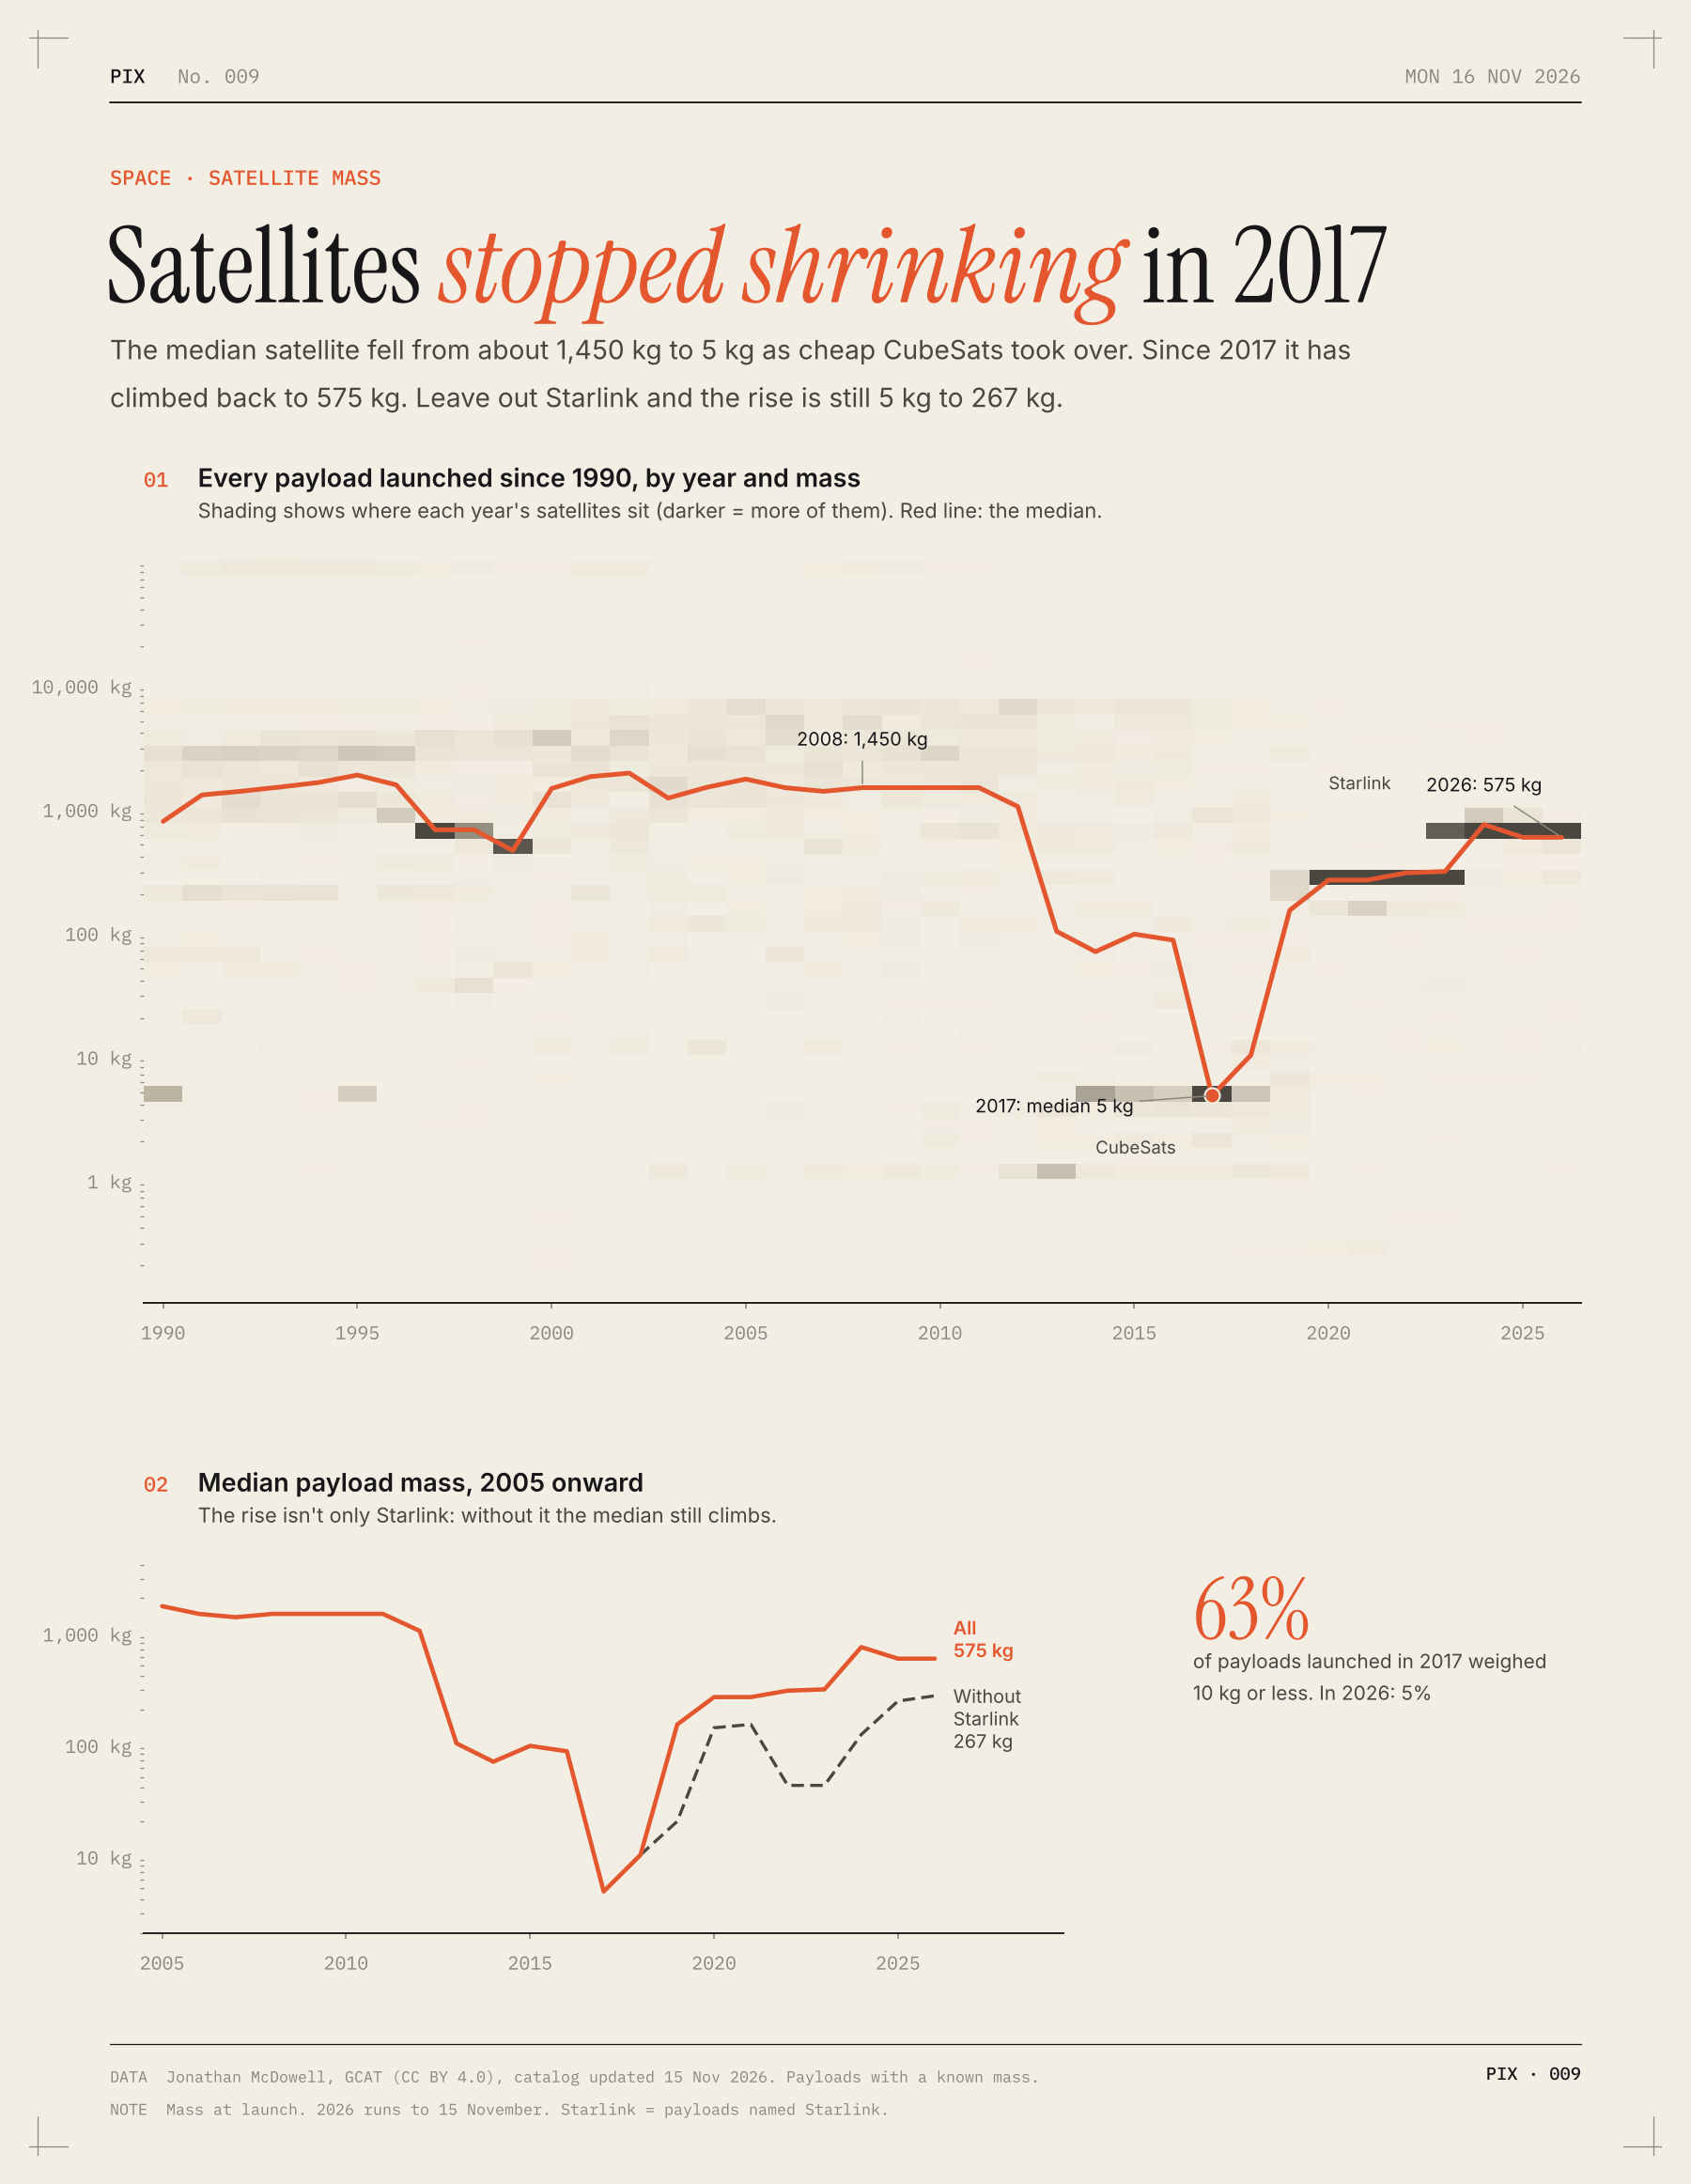 PIX No. 009
MON 16 NOV 2026
SPACE · SATELLITE MASS
Satellites stopped shrinking in 2017
The median satellite fell from about 1,450 kg to 5 kg as cheap CubeSats took over. Since 2017 it has
climbed back to 575 kg. Leave out Starlink and the rise is still 5 kg to 267 kg.
01 Every payload launched since 1990, by year and mass
Shading shows where each year's satellites sit (darker = more of them). Red line: the median.
10,000 kg
2008: 1,450 kg
Starlink
2026: 575 kg
1,000 kg
100 kg
10 kg
2017: median 5 kg
CubeSats
1 kg
1990 1995 2000 2005 2010 2015 2020 2025
02 Median payload mass, 2005 onward
The rise isn't only Starlink: without it the median still climbs.
1,000 kg
100 kg
10 kg
All
575 kg
Without
Starlink
267 kg
2005 2010 2015 2020 2025
63%
of payloads launched in 2017 weighed
10 kg or less. In 2026: 5%
DATA Jonathan McDowell, GCAT (CC BY 4.0), catalog updated 15 Nov 2026. Payloads with a known mass.
NOTE Mass at launch. 2026 runs to 15 November. Starlink = payloads named Starlink.
PIX · 009